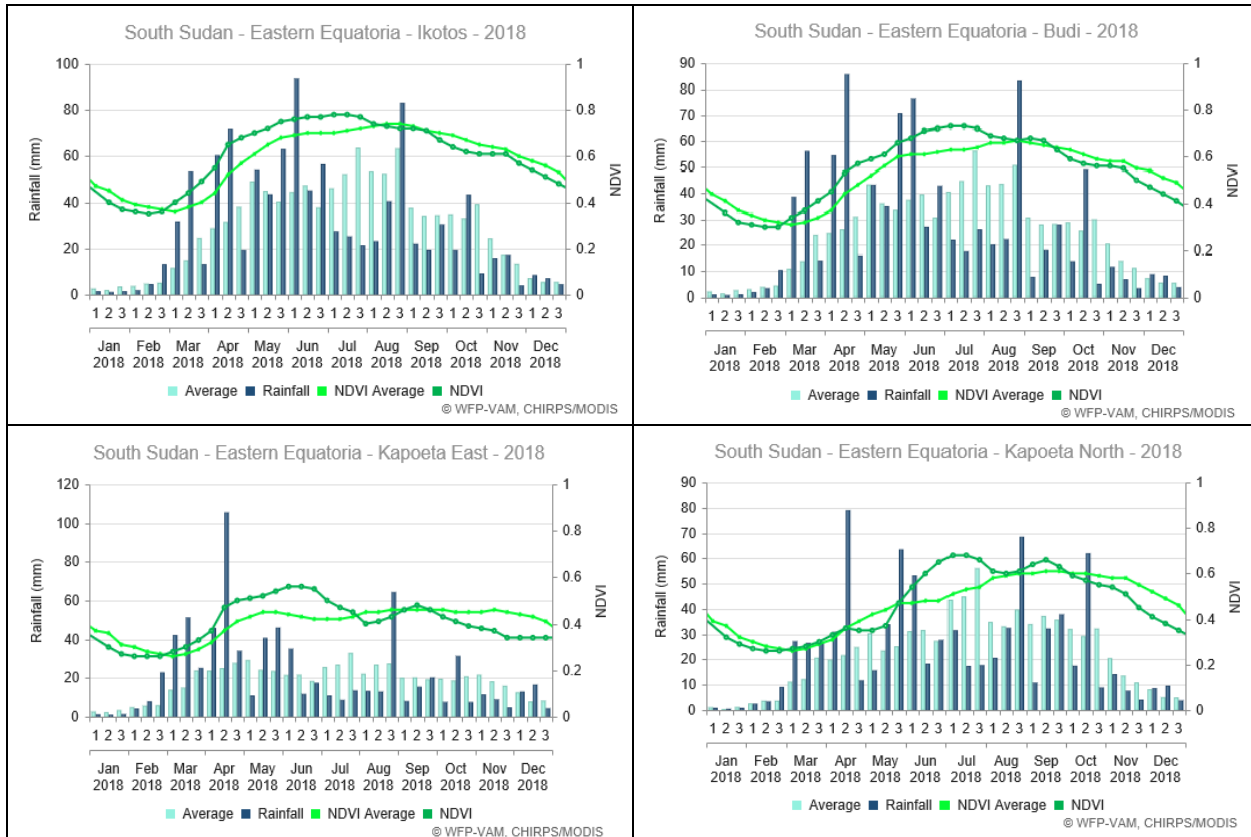 South Sudan - Eastern Equatoria - Ikotos - 2018
100
80
60
40
20
0
Rainfall (mm)
1
0.8
0.6
0.4
0.2
0
NDVI
1 2 3 1 2 3 1 2 3 1 2 3 1 2 3 1 2 3 1 2 3 1 2 3 1 2 3 1 2 3 1 2 3 1 2 3
Jan Feb Mar Apr May Jun Jul Aug Sep Oct Nov Dec
2018 2018 2018 2018 2018 2018 2018 2018 2018 2018 2018 2018
Average Rainfall NDVI Average NDVI
© WFP-VAM, CHIRPS/MODIS
South Sudan - Eastern Equatoria - Budi - 2018
90
80
70
60
50
40
30
20
10
0
Rainfall (mm)
1
0.8
0.6
0.4
0.2
0
NDVI
1 2 3 1 2 3 1 2 3 1 2 3 1 2 3 1 2 3 1 2 3 1 2 3 1 2 3 1 2 3 1 2 3 1 2 3
Jan Feb Mar Apr May Jun Jul Aug Sep Oct Nov Dec
2018 2018 2018 2018 2018 2018 2018 2018 2018 2018 2018 2018
Average Rainfall NDVI Average NDVI
© WFP-VAM, CHIRPS/MODIS
South Sudan - Eastern Equatoria - Kapoeta East - 2018
120
100
80
60
40
20
0
Rainfall (mm)
1
0.8
0.6
0.4
0.2
0
NDVI
1 2 3 1 2 3 1 2 3 1 2 3 1 2 3 1 2 3 1 2 3 1 2 3 1 2 3 1 2 3 1 2 3 1 2 3
Jan Feb Mar Apr May Jun Jul Aug Sep Oct Nov Dec
2018 2018 2018 2018 2018 2018 2018 2018 2018 2018 2018 2018
Average Rainfall NDVI Average NDVI
© WFP-VAM, CHIRPS/MODIS
South Sudan - Eastern Equatoria - Kapoeta North - 2018
90
80
70
60
50
40
30
20
10
0
Rainfall (mm)
1
0.8
0.6
0.4
0.2
0
NDVI
1 2 3 1 2 3 1 2 3 1 2 3 1 2 3 1 2 3 1 2 3 1 2 3 1 2 3 1 2 3 1 2 3 1 2 3
Jan Feb Mar Apr May Jun Jul Aug Sep Oct Nov Dec
2018 2018 2018 2018 2018 2018 2018 2018 2018 2018 2018 2018
Average Rainfall NDVI Average NDVI
© WFP-VAM, CHIRPS/MODIS